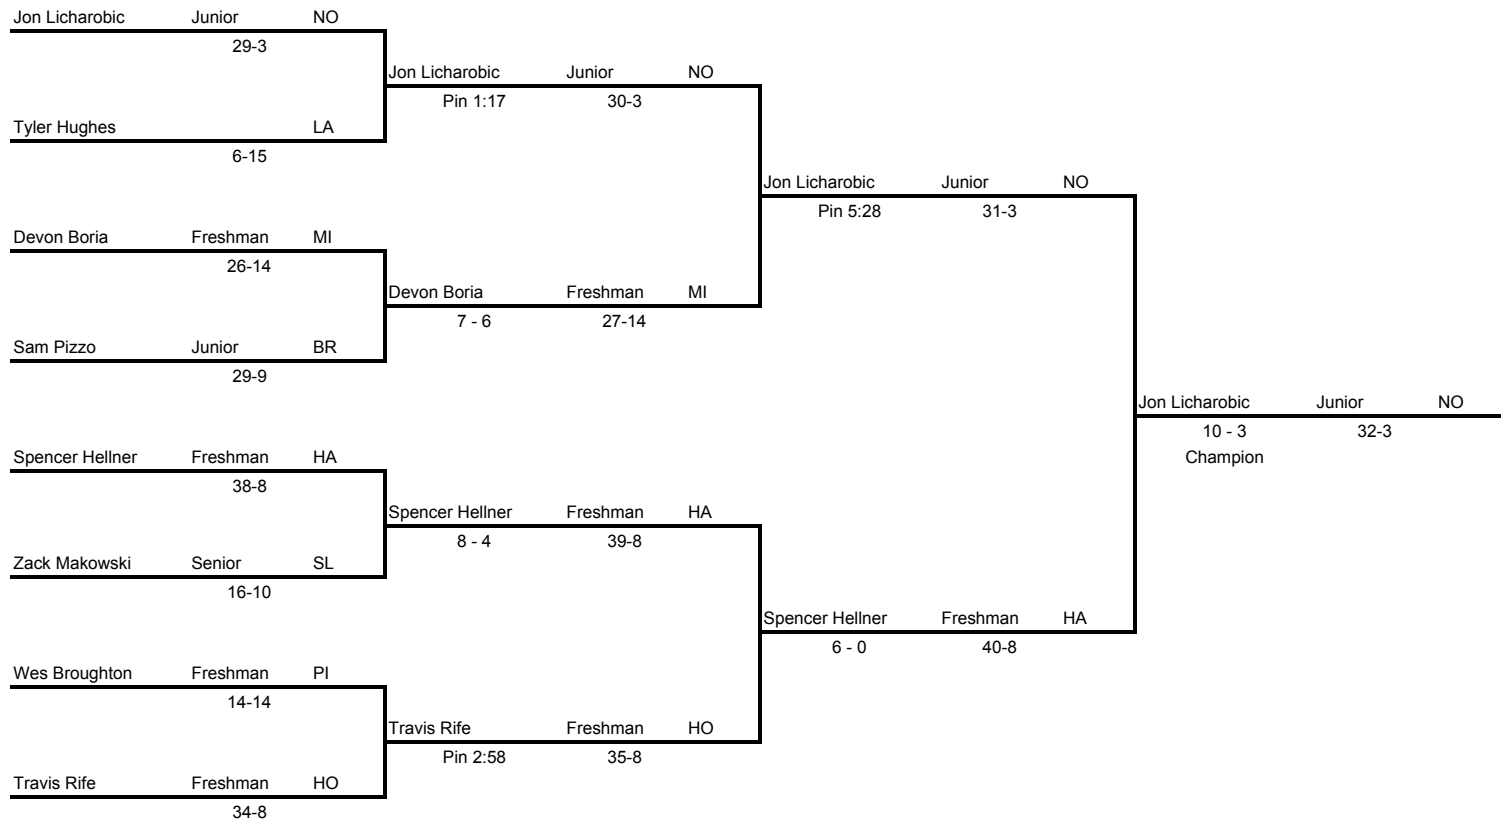 Jon Licharobic Junior NO
29-3
Jon Licharobic Junior NO
Pin 1:17 30-3
Tyler Hughes LA
6-15
Jon Licharobic Junior NO
Pin 5:28 31-3
Devon Boria Freshman MI
26-14
Devon Boria Freshman MI
7 - 6 27-14
Sam Pizzo Junior BR
29-9
Jon Licharobic Junior NO
10 - 3 32-3
Champion
Spencer Hellner Freshman HA
38-8
Spencer Hellner Freshman HA
8 - 4 39-8
Zack Makowski Senior SL
16-10
Spencer Hellner Freshman HA
6 - 0 40-8
Wes Broughton Freshman PI
14-14
Travis Rife Freshman HO
Pin 2:58 35-8
Travis Rife Freshman HO
34-8